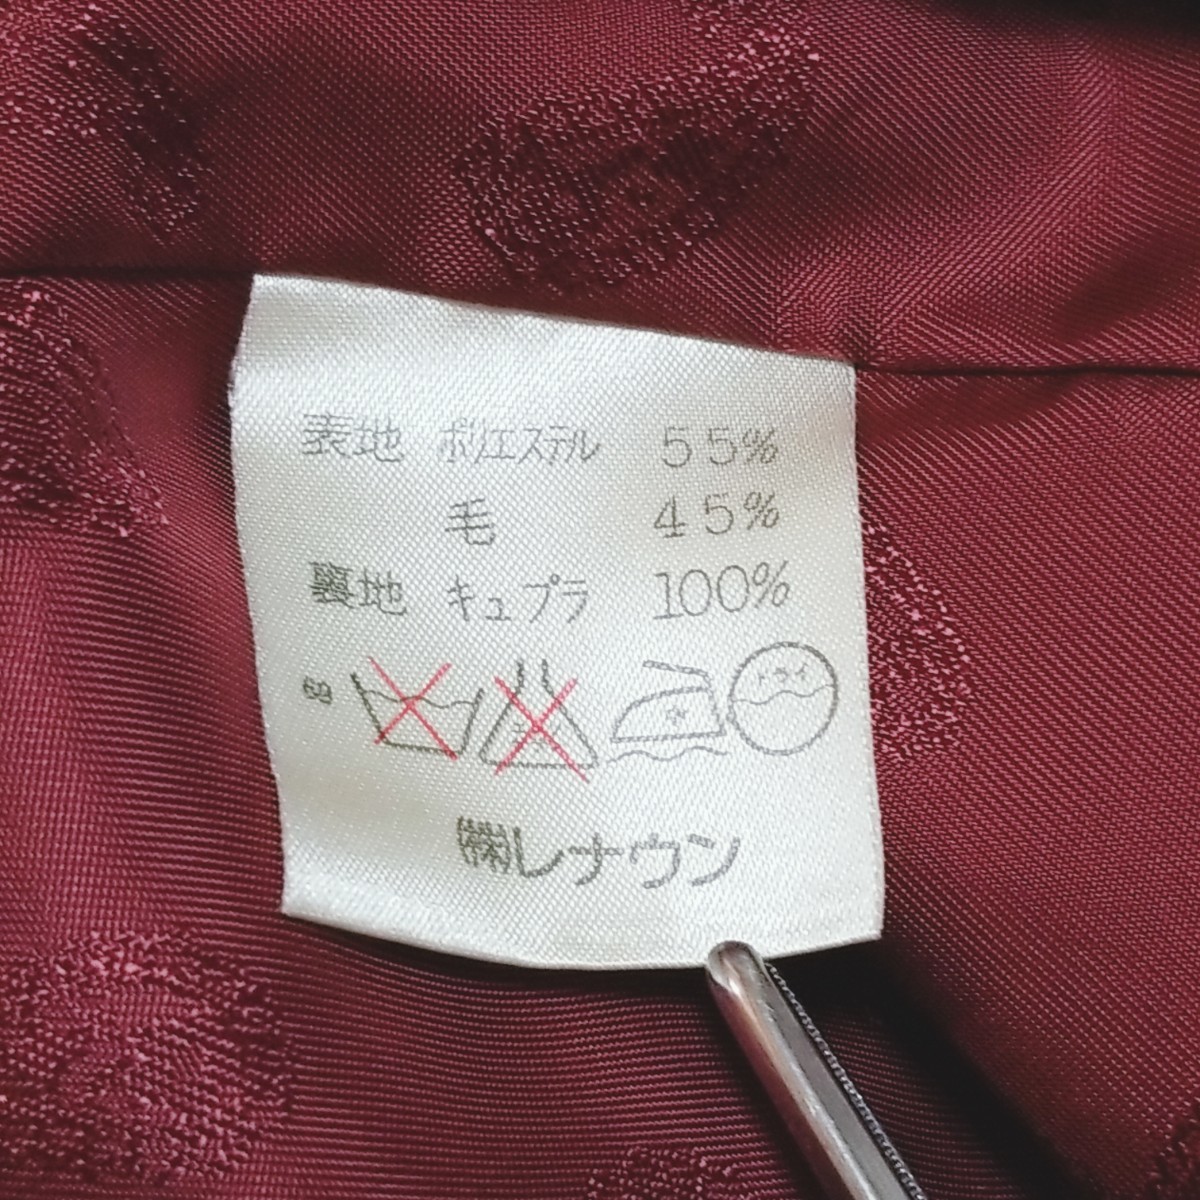 表地 ポリエステル 55%
毛 45%
裏地 キュプラ 100%
ドライ
㈱レナウン